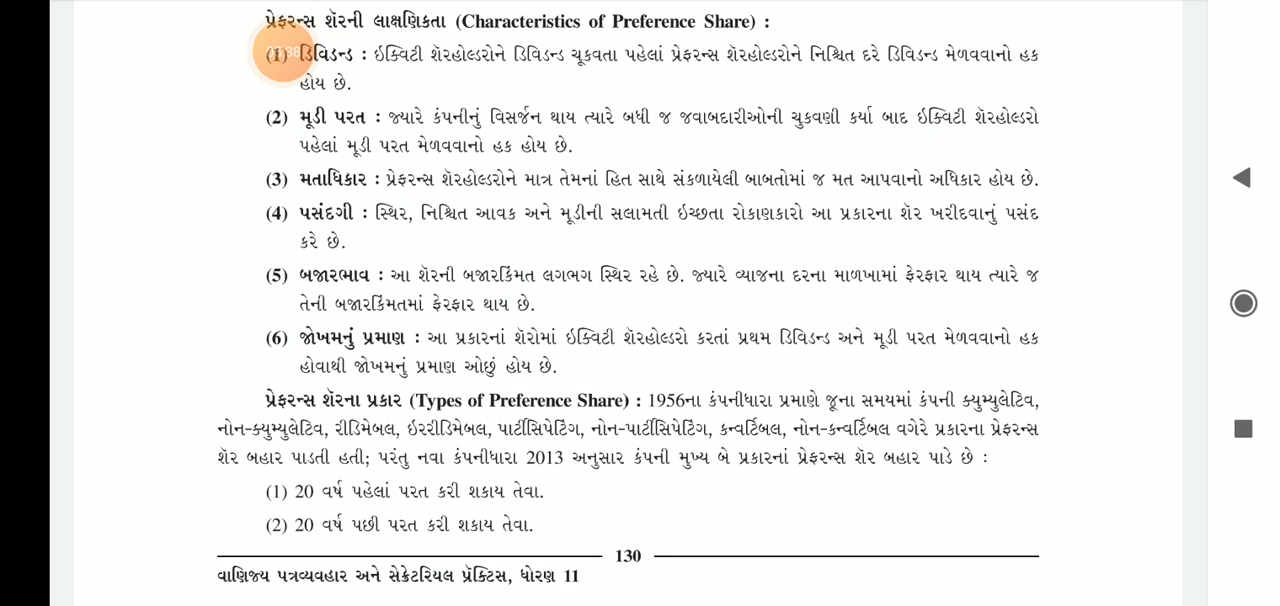 પ્રેફરન્સ શૅરની લાક્ષણિકતા (Characteristics of Preference Share) :
(1) ડિવિડન્ડ : ઇક્વિટી શૅરહોલ્ડરોને ડિવિડન્ડ ચૂકવતા પહેલાં પ્રેફરન્સ શૅરહોલ્ડરોને નિશ્ચિત દરે ડિવિડન્ડ મેળવવાનો હક
હોય છે.
(2) મૂડી પરત : જ્યારે કંપનીનું વિસર્જન થાય ત્યારે બધી જ જવાબદારીઓની ચુકવણી કર્યા બાદ ઇક્વિટી શૅરહોલ્ડરો
પહેલાં મૂડી પરત મેળવવાનો હક હોય છે.
(3) મતાધિકાર : પ્રેફરન્સ શૅરહોલ્ડરોને માત્ર તેમનાં હિત સાથે સંકળાયેલી બાબતોમાં જ મત આપવાનો અધિકાર હોય છે.
(4) પસંદગી : સ્થિર, નિશ્ચિત આવક અને મૂડીની સલામતી ઇચ્છતા રોકાણકારો આ પ્રકારના શૅર ખરીદવાનું પસંદ
કરે છે.
(5) બજારભાવ : આ શૅરની બજારકિંમત લગભગ સ્થિર રહે છે. જ્યારે વ્યાજના દરના માળખામાં ફેરફાર થાય ત્યારે જ
તેની બજારકિંમતમાં ફેરફાર થાય છે.
(6) જોખમનું પ્રમાણ : આ પ્રકારનાં શૅરોમાં ઇક્વિટી શૅરહોલ્ડરો કરતાં પ્રથમ ડિવિડન્ડ અને મૂડી પરત મેળવવાનો હક
હોવાથી જોખમનું પ્રમાણ ઓછું હોય છે.
પ્રેફરન્સ શૅરના પ્રકાર (Types of Preference Share) : 1956ના કંપનીધારા પ્રમાણે જૂના સમયમાં કંપની ક્યુમ્યુલેટિવ,
નોન-ક્યુમ્યુલેટિવ, રીડિમેબલ, ઇરરીડિમેબલ, પાર્ટીસિપેટિંગ, નોન-પાર્ટીસિપેટિંગ, કન્વર્ટિબલ, નોન-કન્વર્ટિબલ વગેરે પ્રકારના પ્રેફરન્સ
શૅર બહાર પાડતી હતી; પરંતુ નવા કંપનીધારા 2013 અનુસાર કંપની મુખ્ય બે પ્રકારનાં પ્રેફરન્સ શૅર બહાર પાડે છે :
(1) 20 વર્ષ પહેલાં પરત કરી શકાય તેવા.
(2) 20 વર્ષ પછી પરત કરી શકાય તેવા.
130
વાણિજ્ય પત્રવ્યવહાર અને સેક્રેટરિયલ પ્રૅક્ટિસ, ધોરણ 11